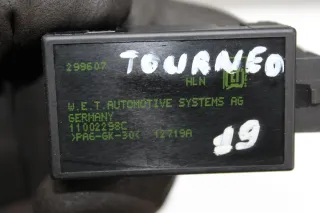 299607 TOURNEO
HLN
W.E.T.AUTOMOTIVE SYSTEMS AG
GERMANY
11002298C
>PA6-GK-30< 12719A
19